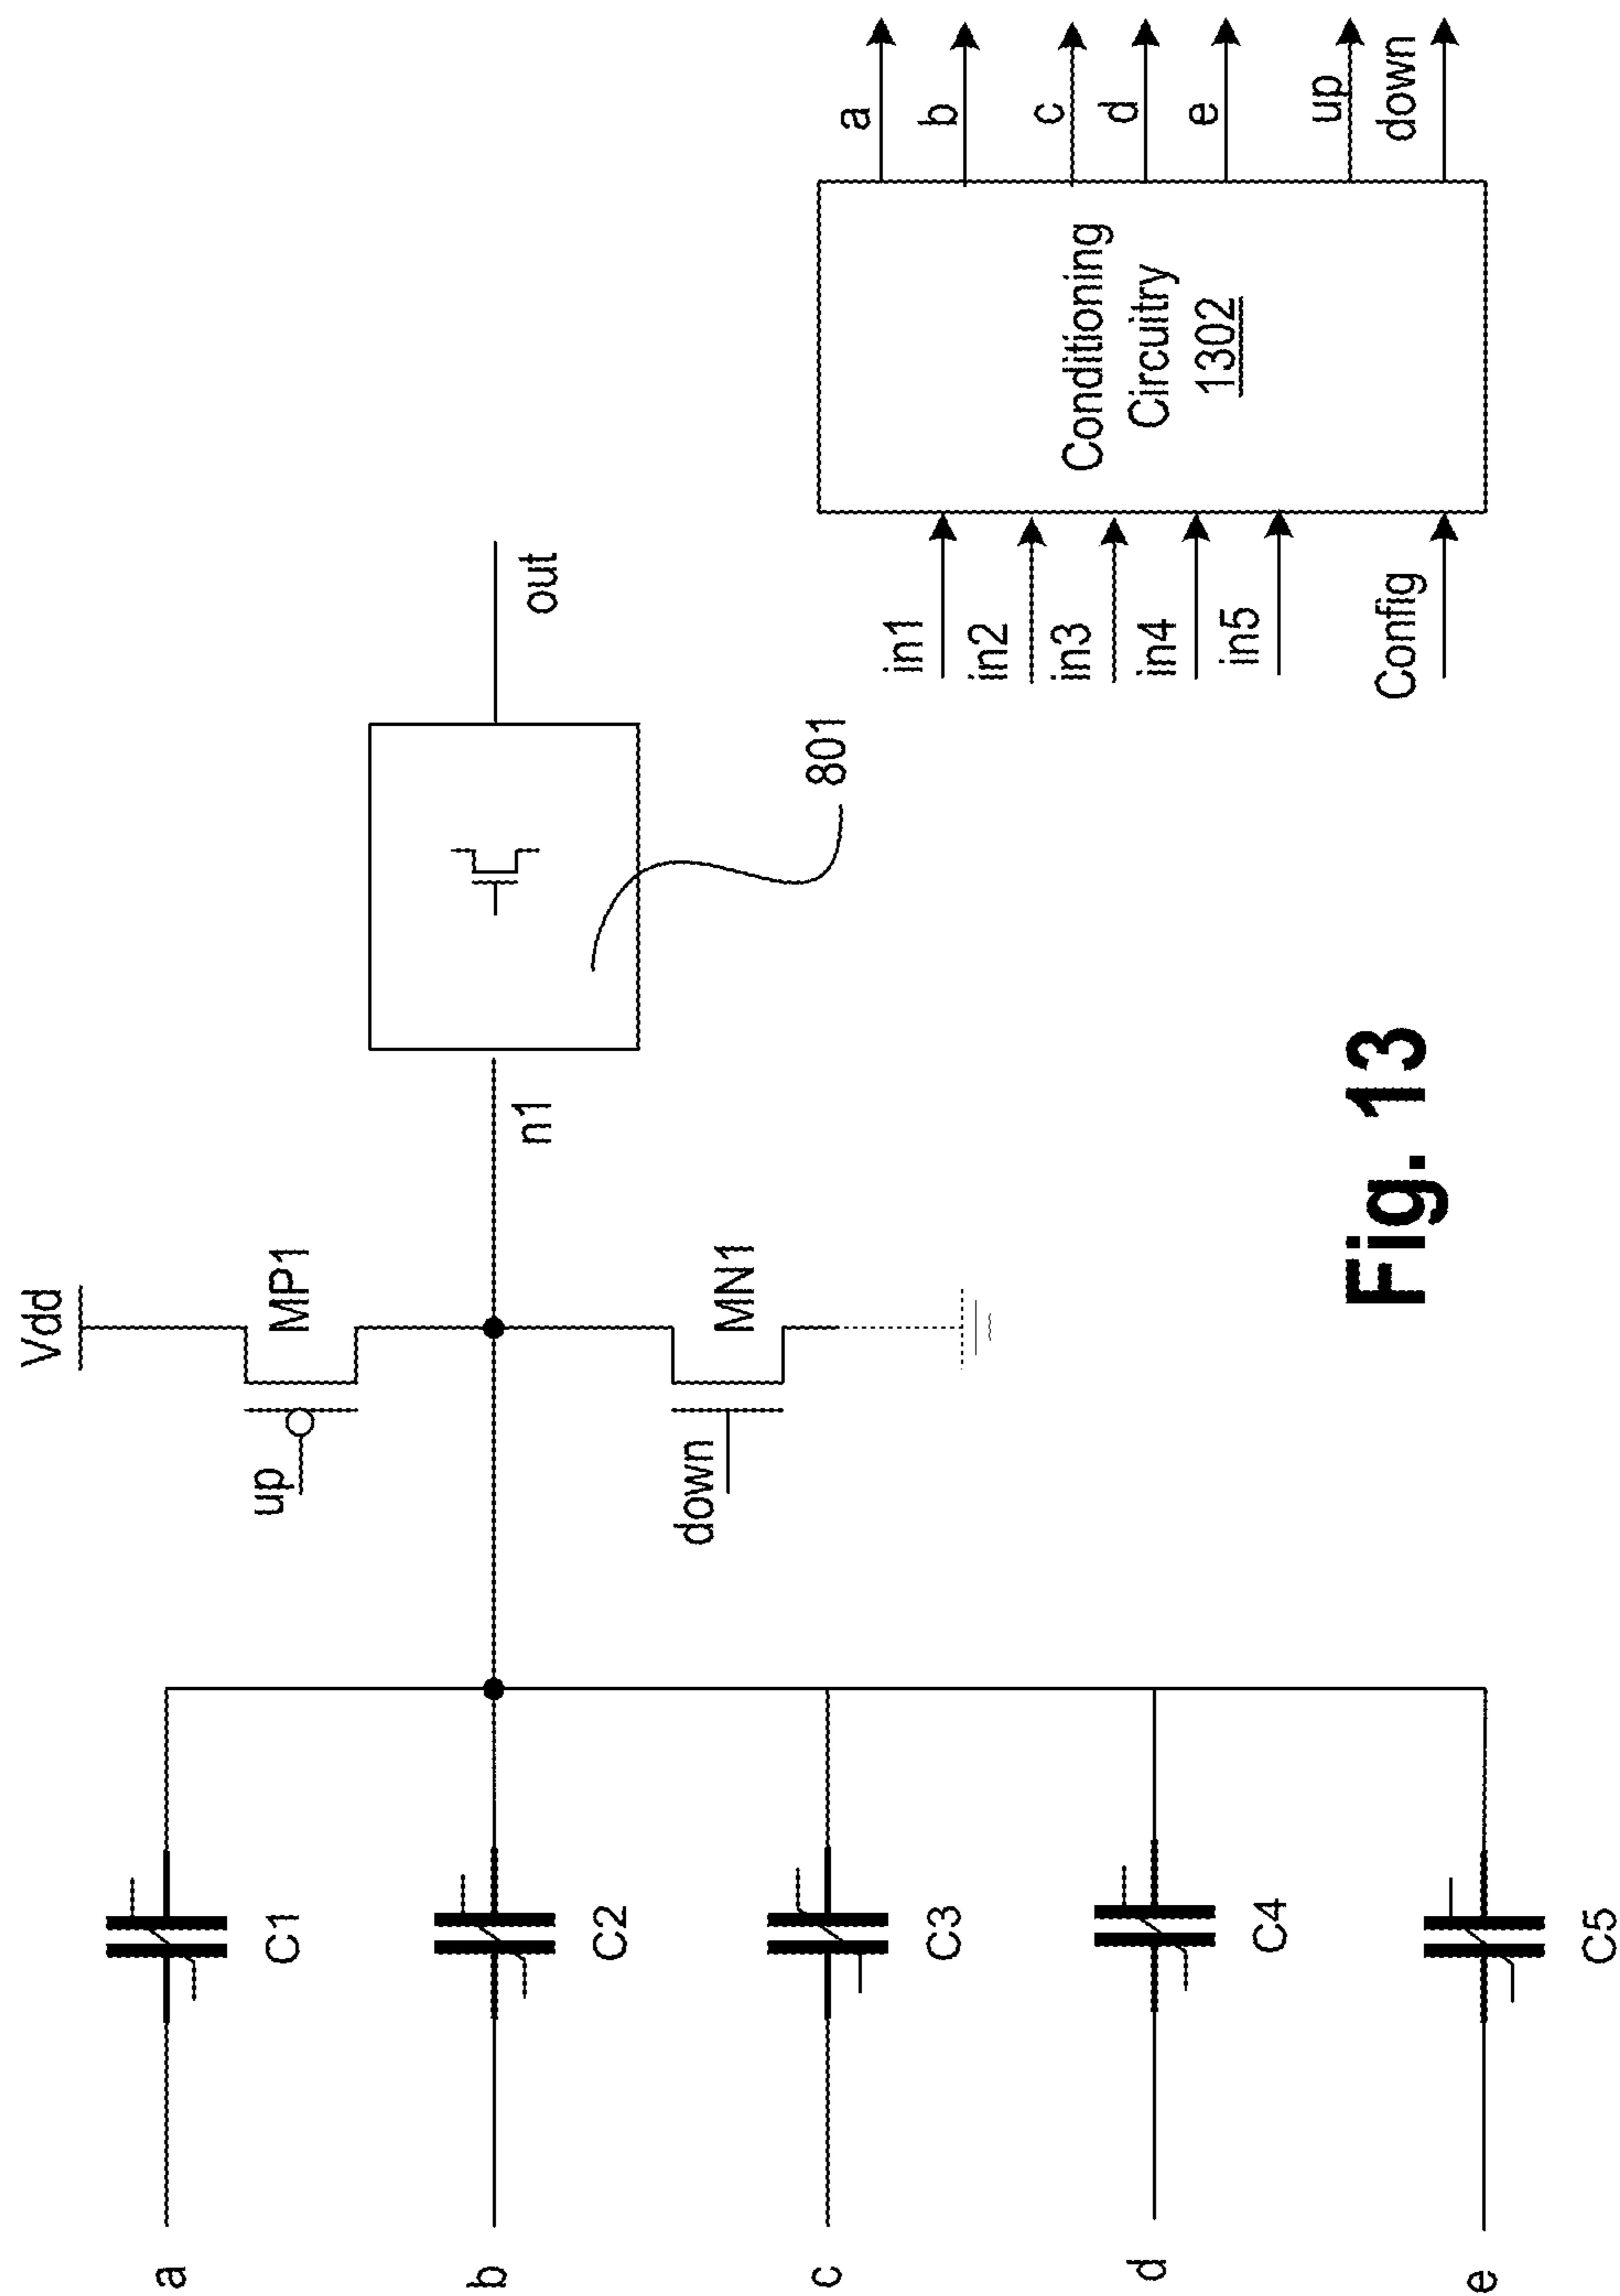 Vdd
a
up
MP1
C1
b
n1
out
C2
down
MN1
801
c
C3
d
C4
e
C5
in1
in2
in3
in4
in5
Config
Conditioning
Circuitry
1302
a
b
c
d
e
up
down
Fig. 13